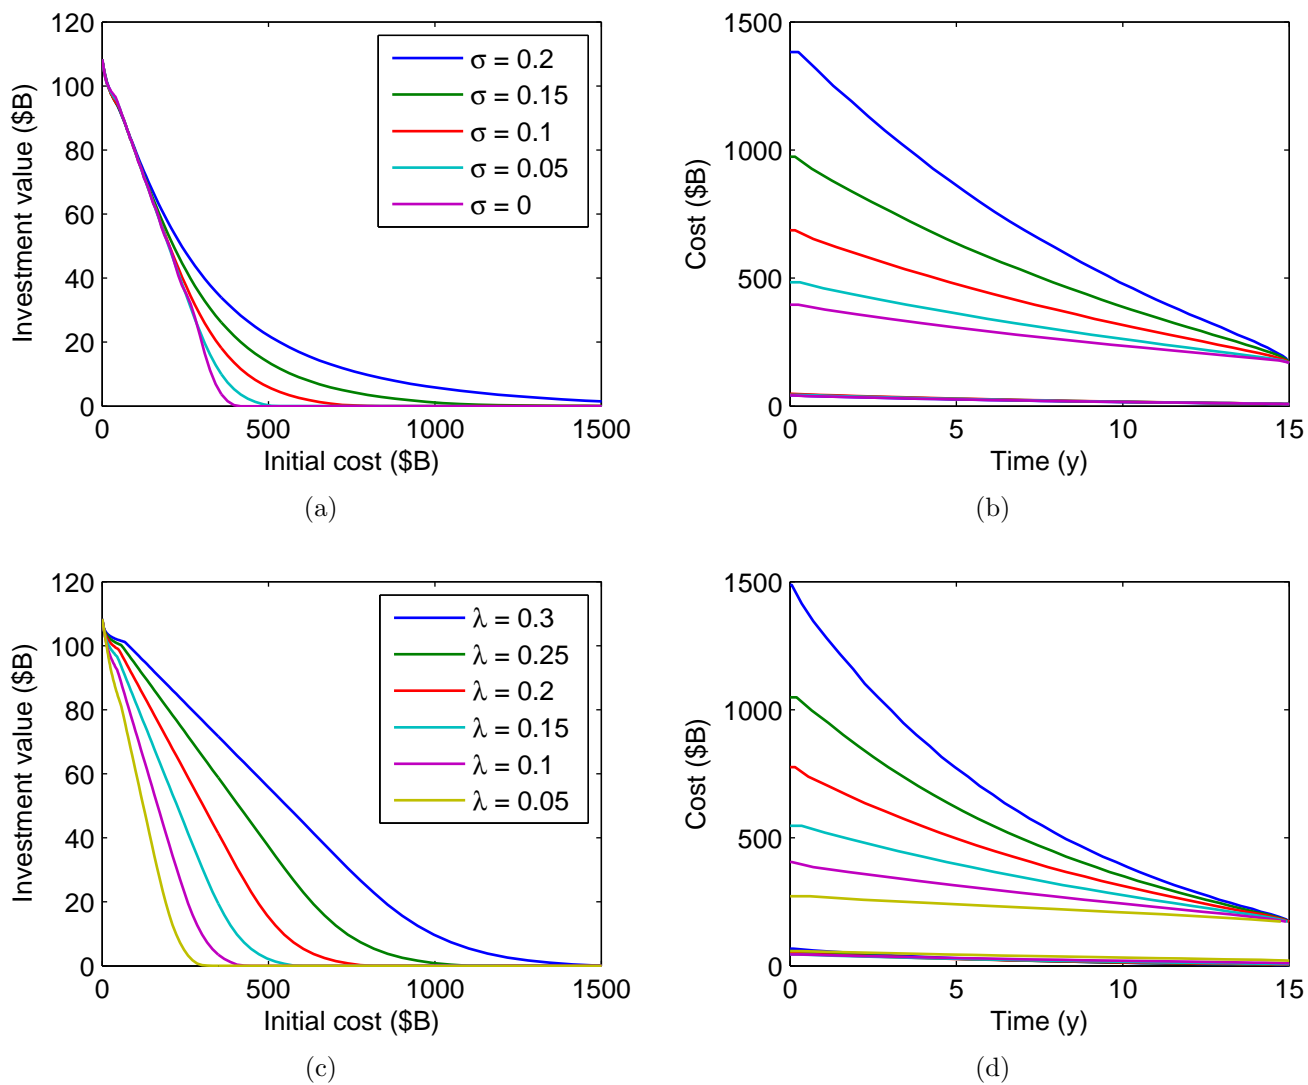 120
100
80
60
40
20
0
Investment value ($B)
σ = 0.2
σ = 0.15
σ = 0.1
σ = 0.05
σ = 0
0 500 1000 1500
Initial cost ($B)
(a)
1500
1000
500
0
Cost ($B)
0 5 10 15
Time (y)
(b)
120
100
80
60
40
20
0
Investment value ($B)
λ = 0.3
λ = 0.25
λ = 0.2
λ = 0.15
λ = 0.1
λ = 0.05
0 500 1000 1500
Initial cost ($B)
(c)
1500
1000
500
0
Cost ($B)
0 5 10 15
Time (y)
(d)